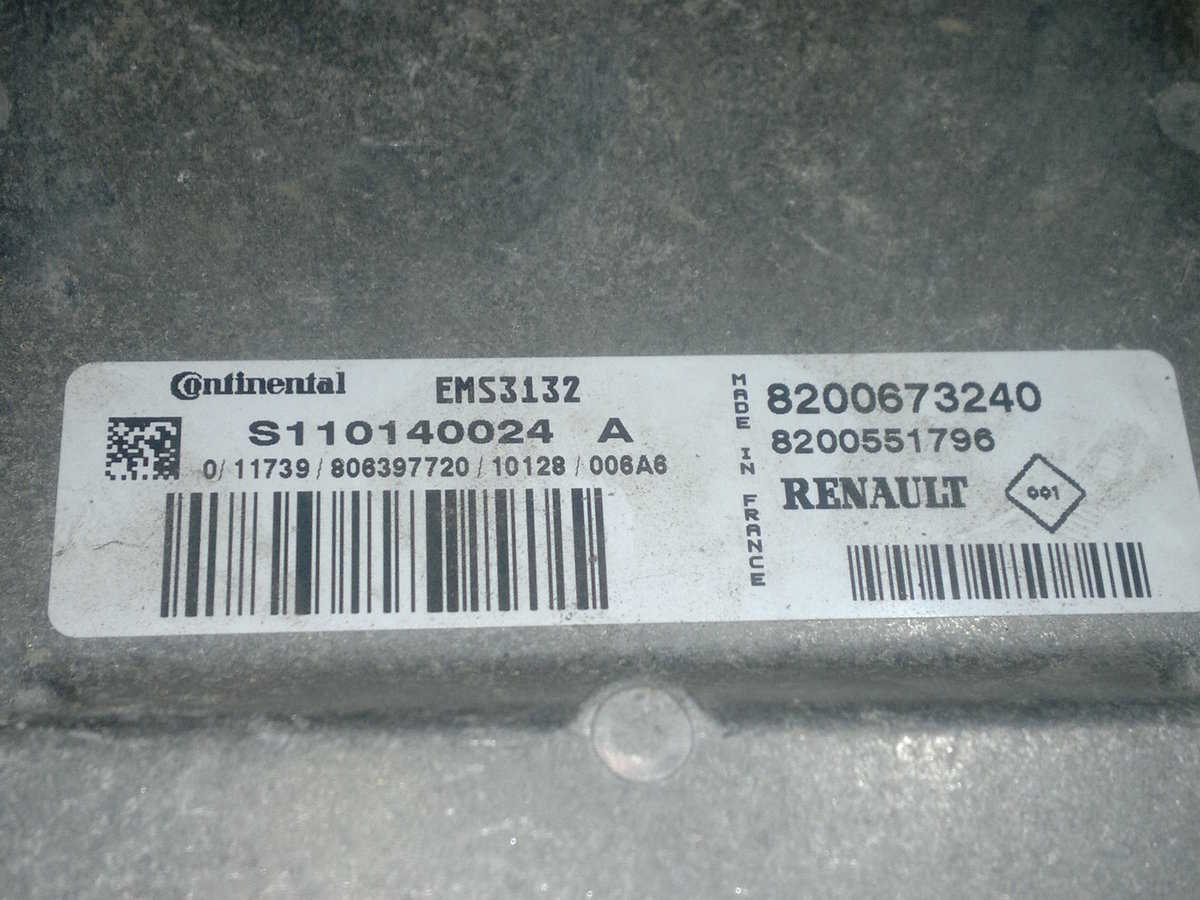 Continental EMS3132
S110140024 A
0/11739/806397720/10128/006A6
MADE IN FRANCE
8200673240
8200551796
RENAULT
001